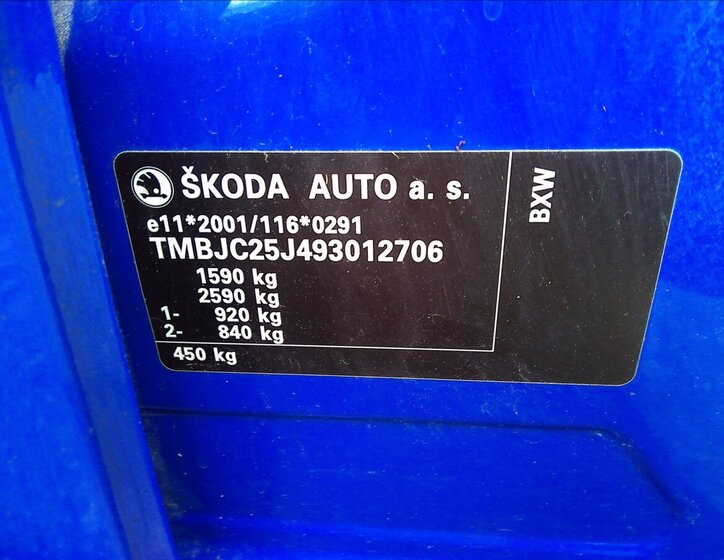 ŠKODA AUTO a. s.
e11*2001/116*0291
TMBJC25J493012706
1590 kg
2590 kg
1- 920 kg
2- 840 kg
450 kg
BXW